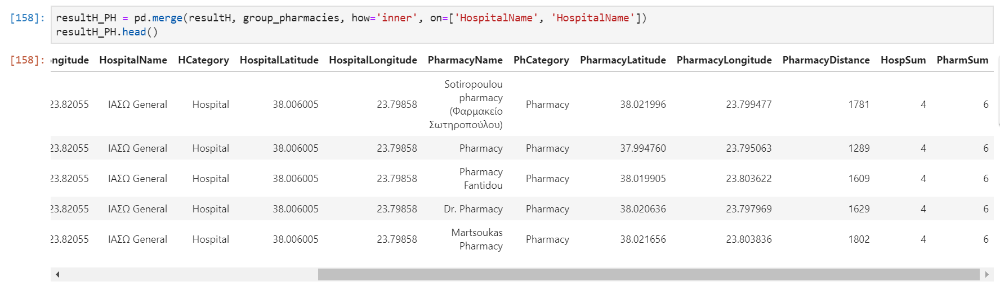 [158]: resultH_PH = pd.merge(resultH, group_pharmacies, how='inner', on=['HospitalName', 'HospitalName'])
resultH_PH.head()
[158]: ongitude HospitalName HCategory HospitalLatitude HospitalLongitude PharmacyName PhCategory PharmacyLatitude PharmacyLongitude PharmacyDistance HospSum PharmSum
Sotiropoulou
pharmacy
23.82055 ΙΑΣΩ General Hospital 38.006005 23.79858 Pharmacy 38.021996 23.799477 1781 4 6
(Φαρμακείο
Σωτηροπούλου)
23.82055 ΙΑΣΩ General Hospital 38.006005 23.79858 Pharmacy Pharmacy 37.994760 23.795063 1289 4 6
Pharmacy
23.82055 ΙΑΣΩ General Hospital 38.006005 23.79858 Pharmacy 38.019905 23.803622 1609 4 6
Fantidou
23.82055 ΙΑΣΩ General Hospital 38.006005 23.79858 Dr. Pharmacy Pharmacy 38.020636 23.797969 1629 4 6
Martsoukas
23.82055 ΙΑΣΩ General Hospital 38.006005 23.79858 Pharmacy 38.021656 23.803836 1802 4 6
Pharmacy